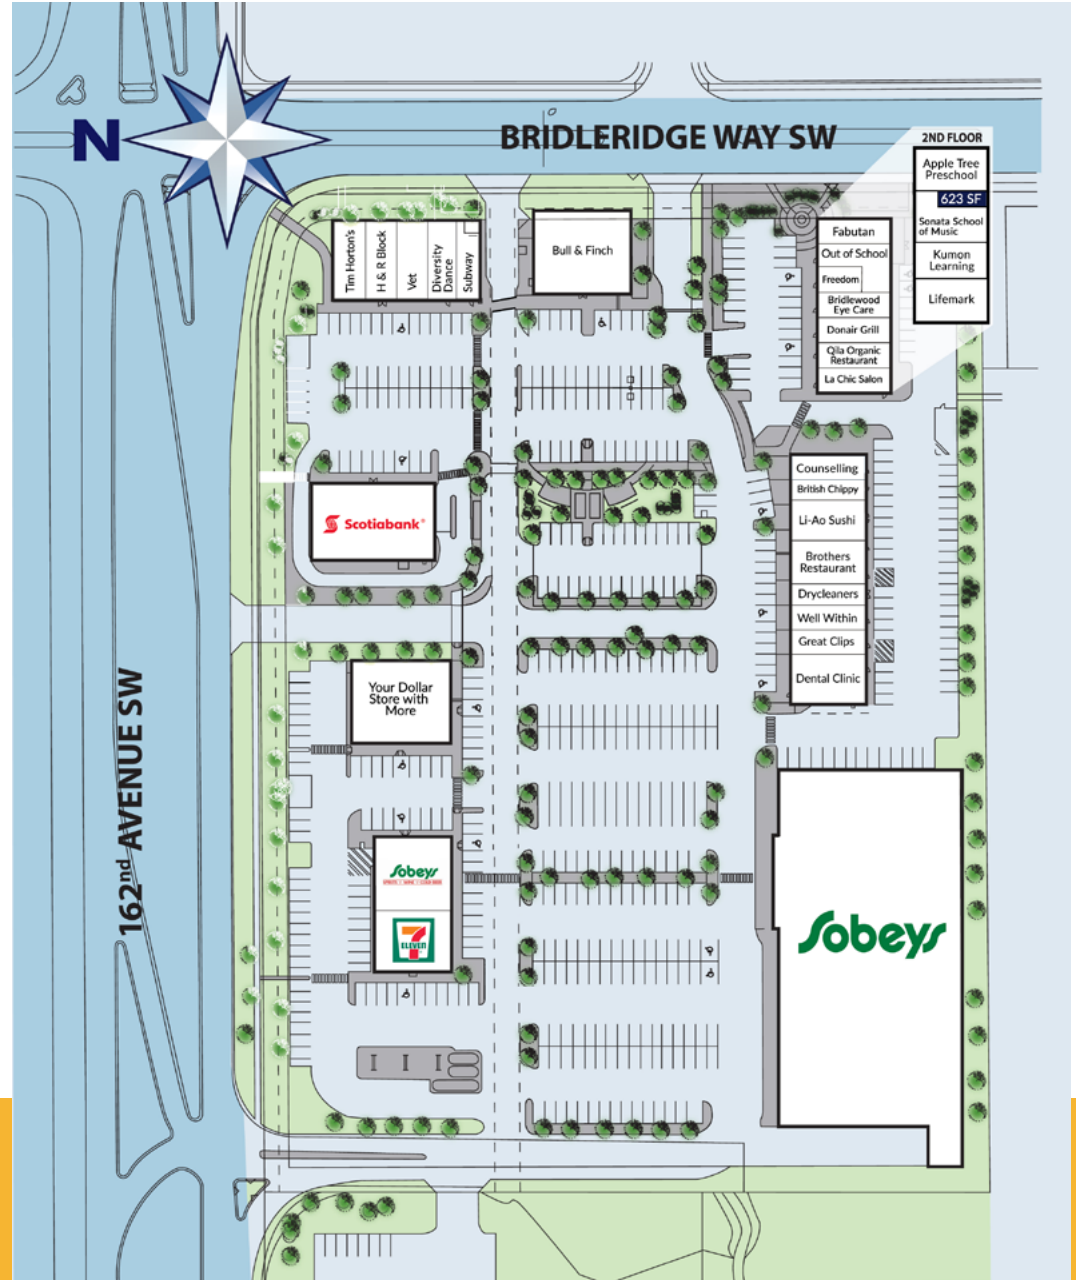 N
BRIDLERIDGE WAY SW
2ND FLOOR
Apple Tree
Preschool
623 SF
Sonata School
of Music
Kumon
Learning
Lifemark
Tim Horton's
H & R Block
Vet
Diversity
Dance
Subway
Bull & Finch
Fabutan
Out of School
Freedom
Bridlewood
Eye Care
Donair Grill
Qila Organic
Restaurant
La Chic Salon
Scotiabank®
Counselling
British Chippy
Li-Ao Sushi
Brothers
Restaurant
Drycleaners
Well Within
Great Clips
Dental Clinic
Your Dollar
Store with
More
162nd AVENUE SW
Sobeys
7
ELEVEN
Sobeys